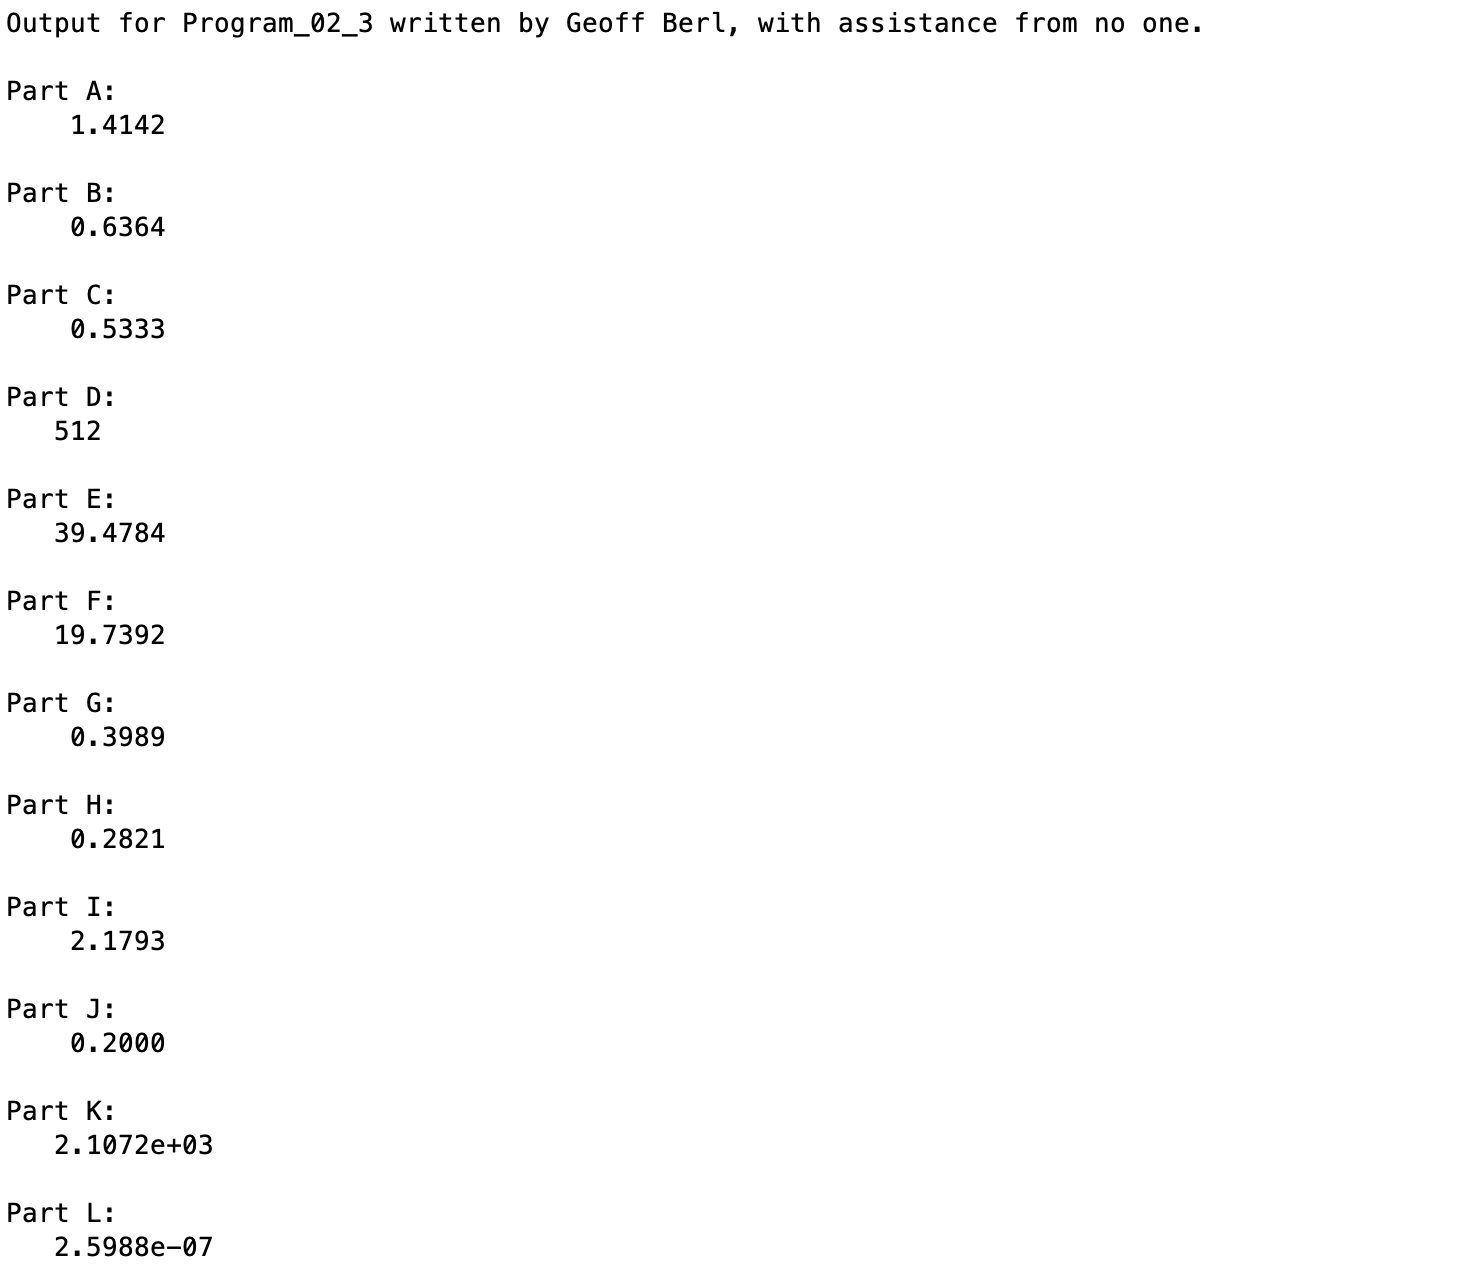 Output for Program_02_3 written by Geoff Berl, with assistance from no one.
Part A:
1.4142
Part B:
0.6364
Part C:
0.5333
Part D:
512
Part E:
39.4784
Part F:
19.7392
Part G:
0.3989
Part H:
0.2821
Part I:
2.1793
Part J:
0.2000
Part K:
2.1072e+03
Part L:
2.5988e-07